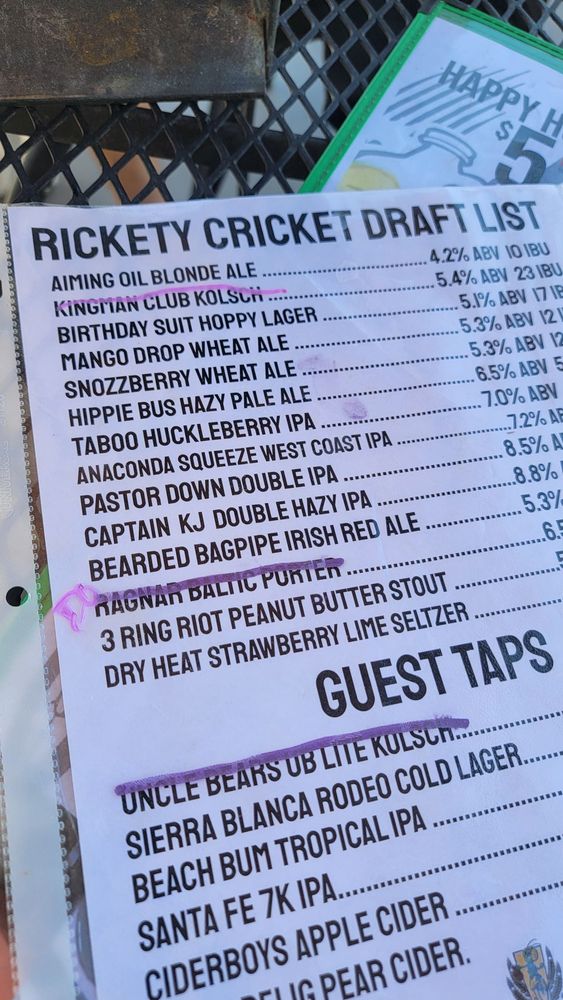 HAPPY H
$5
RICKETY CRICKET DRAFT LIST
AIMING OIL BLONDE ALE 4.2% ABV 10 IBU
KINGMAN CLUB KOLSCH 5.4% ABV 23 IBU
BIRTHDAY SUIT HOPPY LAGER 5.1% ABV 17 IB
MANGO DROP WHEAT ALE 5.3% ABV 12
SNOZZBERRY WHEAT ALE 5.3% ABV 12
HIPPIE BUS HAZY PALE ALE 6.5% ABV 5
TABOO HUCKLEBERRY IPA 7.0% ABV
ANACONDA SQUEEZE WEST COAST IPA 7.2% AB
PASTOR DOWN DOUBLE IPA 8.5% A
CAPTAIN KJ DOUBLE HAZY IPA 8.8%
BEARDED BAGPIPE IRISH RED ALE 5.3%
RAGNAR BALTIC PORTER 6.5
3 RING RIOT PEANUT BUTTER STOUT 5
DRY HEAT STRAWBERRY LIME SELTZER
GUEST TAPS
UNCLE BEARS UB LITE KOLSCH
SIERRA BLANCA RODEO COLD LAGER
BEACH BUM TROPICAL IPA
SANTA FE 7K IPA
CIDERBOYS APPLE CIDER
PEAR CIDER.